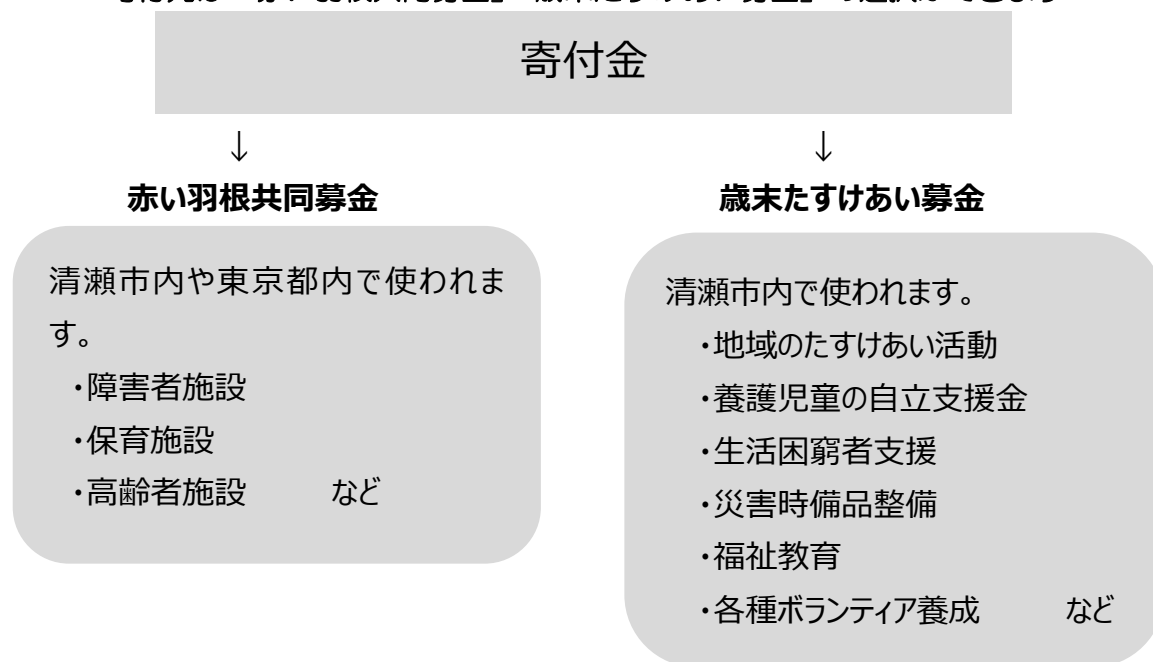 寄付金
↓
↓
赤い羽根共同募金
歳末たすけあい募金
清瀬市内や東京都内で使われま
す。
・障害者施設
・保育施設
・高齢者施設 など
清瀬市内で使われます。
・地域のたすけあい活動
・養護児童の自立支援金
・生活困窮者支援
・災害時備品整備
・福祉教育
・各種ボランティア養成 など